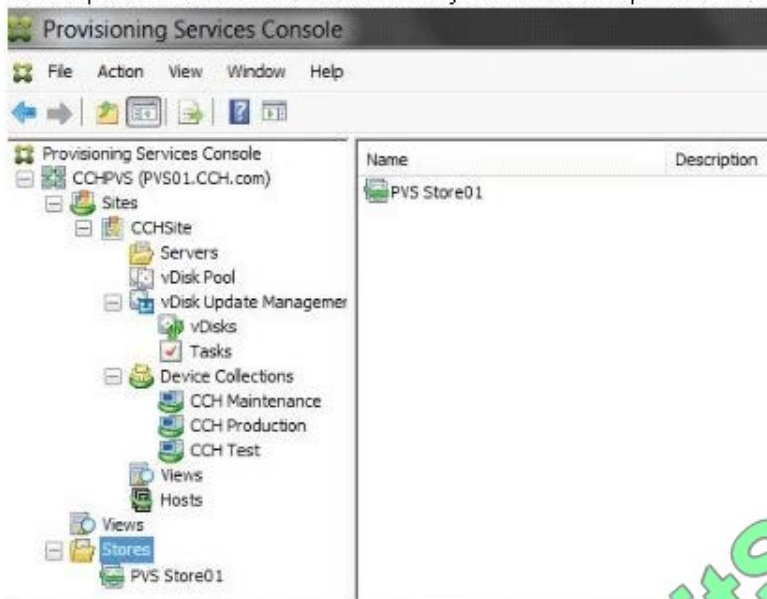 Provisioning Services Console
File Action View Window Help
Provisioning Services Console
CCHPVS (PVS01.CCH.com)
Sites
CCHSite
Servers
vDisk Pool
vDisk Update Managemer
vDisks
Tasks
Device Collections
CCH Maintenance
CCH Production
CCH Test
Views
Hosts
Views
Stores
PVS Store01
Name Description
PVS Store01